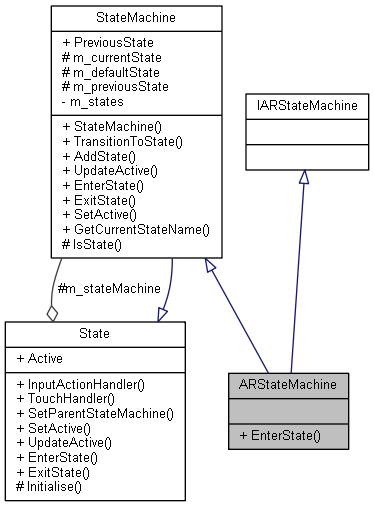 StateMachine
+ PreviousState
# m_currentState
# m_defaultState
# m_previousState
- m_states
+ StateMachine()
+ TransitionToState()
+ AddState()
+ UpdateActive()
+ EnterState()
+ ExitState()
+ SetActive()
+ GetCurrentStateName()
# IsState()
IARStateMachine
#m_stateMachine
State
+ Active
+ InputActionHandler()
+ TouchHandler()
+ SetParentStateMachine()
+ SetActive()
+ UpdateActive()
+ EnterState()
+ ExitState()
# Initialise()
ARStateMachine
+ EnterState()